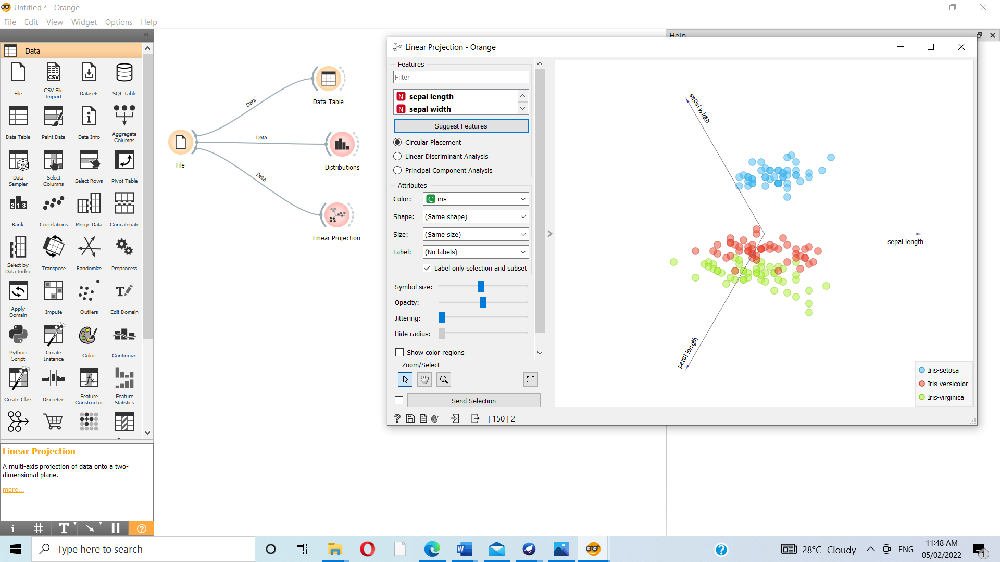 Untitled * - Orange
File Edit View Widget Options Help
Data
File
CSV File Import
Datasets
SQL Table
Data Table
Paint Data
Data Info
Aggregate Columns
Data Sampler
Select Columns
Select Rows
Pivot Table
Rank
Correlations
Merge Data
Concatenate
Select by Data Index
Transpose
Randomize
Preprocess
Apply Domain
Impute
Outliers
Edit Domain
Python Script
Create Instance
Color
Continuize
Create Class
Discretize
Feature Constructor
Feature Statistics
Linear Projection
A multi-axis projection of data onto a two-
dimensional plane.
more...
File
Data
Data Table
Data
Distributions
Data
Linear Projection
Help
Linear Projection - Orange
Features
Filter
N sepal length
N sepal width
Suggest Features
Circular Placement
Linear Discriminant Analysis
Principal Component Analysis
Attributes
Color: C iris
Shape: (Same shape)
Size: (Same size)
Label: (No labels)
Label only selection and subset
Symbol size:
Opacity:
Jittering:
Hide radius:
Show color regions
Zoom/Select
Send Selection
- - | 150 | 2
sepal width
sepal length
petal length
Iris-setosa
Iris-versicolor
Iris-virginica
Type here to search
28°C Cloudy
ENG
11:48 AM
05/02/2022
1